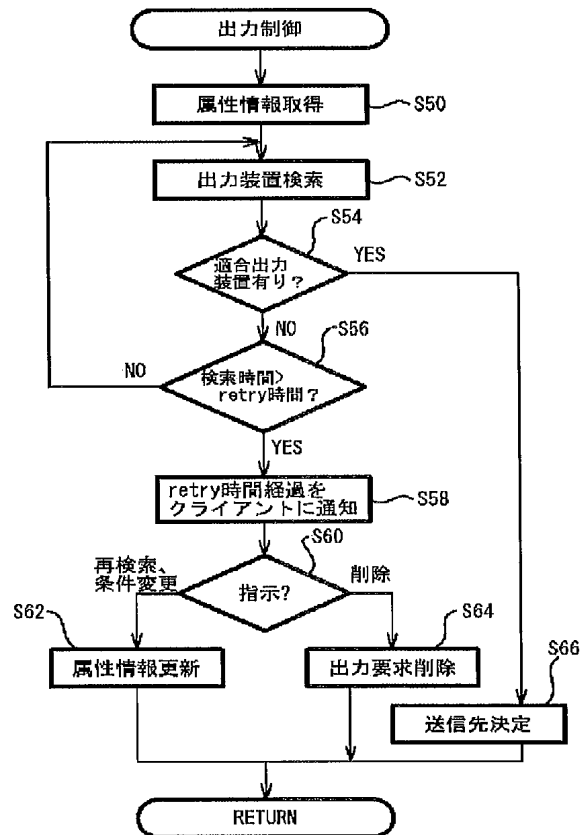 出力制御
属性情報取得
S50
出力装置検索
S52
S54
適合出力
装置有り？
YES
NO
S56
検索時間>
retry時間？
NO
YES
retry時間経過を
クライアントに通知
S58
S60
再検索、
条件変更
指示？
削除
S62
属性情報更新
S64
出力要求削除
S66
送信先決定
RETURN